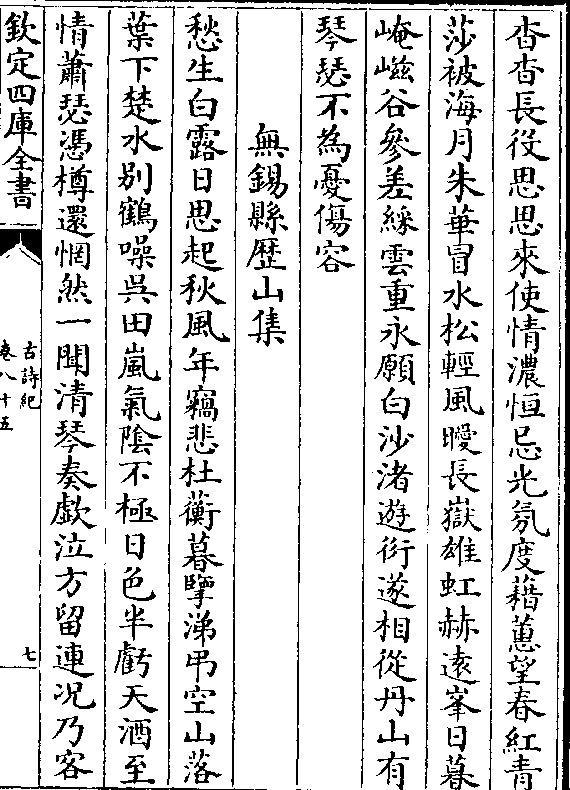 杳杳長役思思來使情濃恒忌光氛度藉蕙望春紅青
莎被海月朱華冒水松輕風曖長嶽雄虹赫遠峯日暮
崦嵫谷參差綵雲重永願白沙渚遊衍遂相從丹山有
琴瑟不為憂傷容
無錫縣歴山集
愁生白露日思起秋風年竊悲杜蘅暮擥涕弔空山落
葉下楚水別鶴噪吳田嵐氣陰不極日色半虧天酒至
情蕭瑟憑樽還惘然一聞清琴奏歔泣方留連况乃客
欽定四庫全書
古詩紀
卷八十五
七